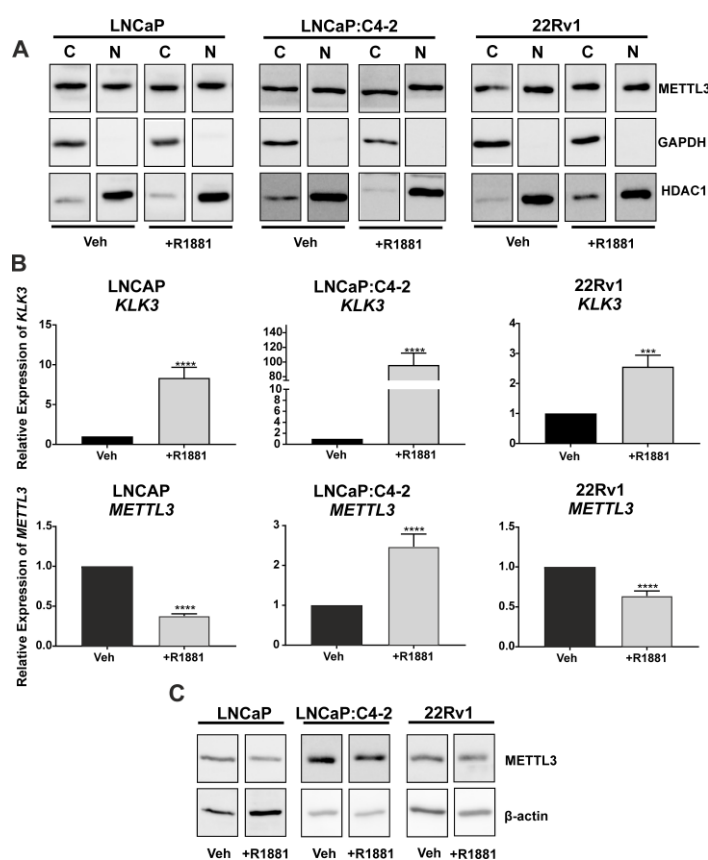 LNCaP LNCaP:C4-2 22Rv1
A
C N C N C N C N C N C N
METTL3
GAPDH
HDAC1
Veh +R1881 Veh +R1881 Veh +R1881
B
LNCAP LNCaP:C4-2 22Rv1
KLK3 KLK3 KLK3
Relative Expression of KLK3
15
10
5
0
****
Veh +R1881
140
120
100
80
10
8
6
4
2
0
****
Veh +R1881
4
3
2
1
0
***
Veh +R1881
LNCAP LNCaP:C4-2 22Rv1
METTL3 METTL3 METTL3
Relative Expression of METTL3
1.5
1.0
0.5
0.0
****
Veh +R1881
3
2
1
0
****
Veh +R1881
1.5
1.0
0.5
0.0
****
Veh +R1881
C
LNCaP LNCaP:C4-2 22Rv1
METTL3
β-actin
Veh +R1881 Veh +R1881 Veh +R1881